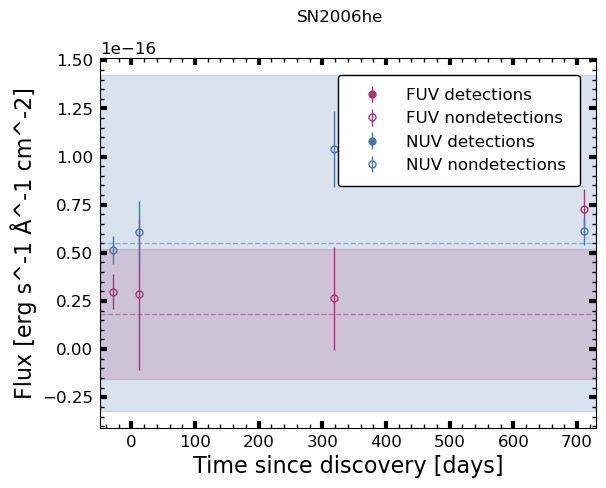 SN2006he
1e−16
1.50
1.25
1.00
0.75
0.50
0.25
0.00
−0.25
Flux [erg s^-1 Å^-1 cm^-2]
FUV detections
FUV nondetections
NUV detections
NUV nondetections
0 100 200 300 400 500 600 700
Time since discovery [days]